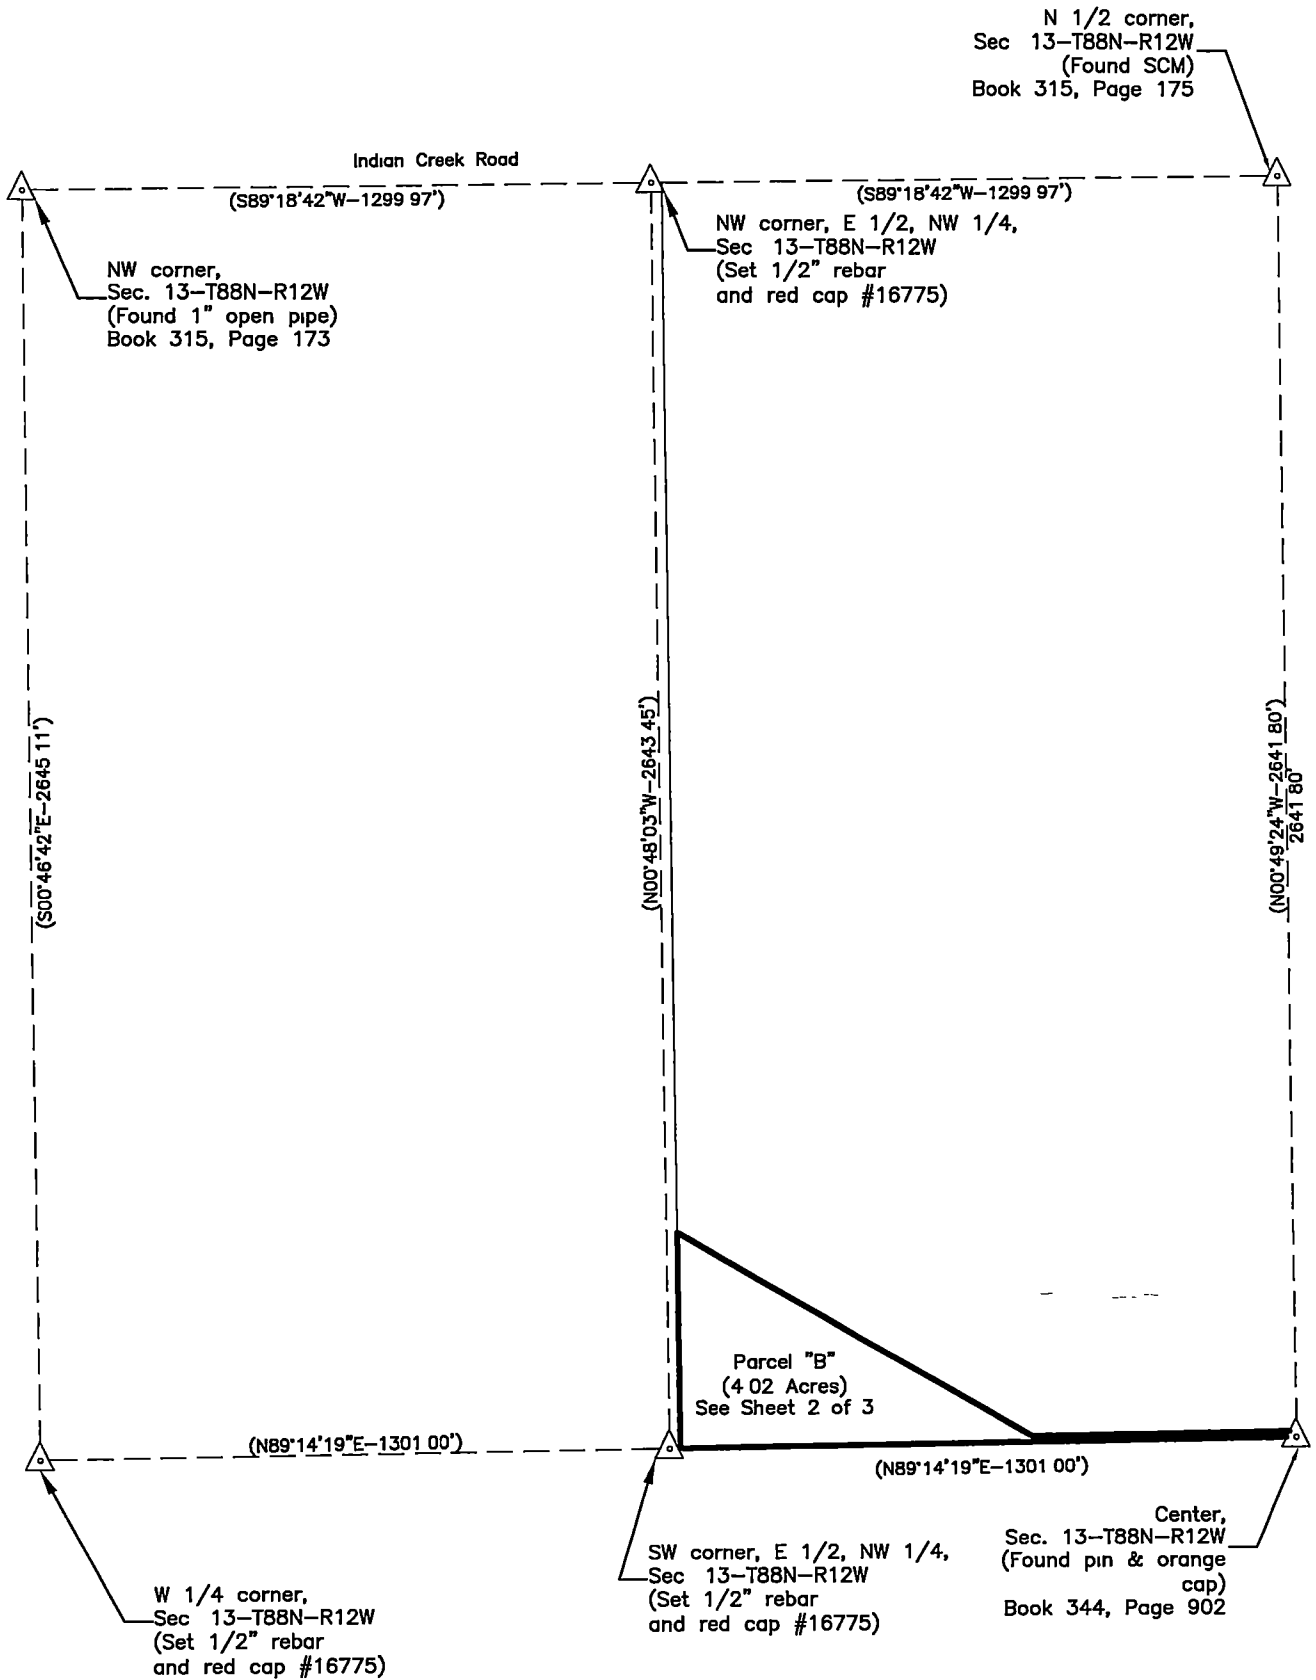 N 1/2 corner,
Sec 13-T88N-R12W
(Found SCM)
Book 315, Page 175
Indian Creek Road
(S89°18'42"W-1299 97')
(S89°18'42"W-1299 97')
NW corner, E 1/2, NW 1/4,
Sec 13-T88N-R12W
(Set 1/2" rebar
and red cap #16775)
NW corner,
Sec. 13-T88N-R12W
(Found 1" open pipe)
Book 315, Page 173
(S00°46'42"E-2645 11')
(N00°48'03"W-2643 45')
(N00°49'24"W-2641 80')
2641 80'
Parcel "B"
(4 02 Acres)
See Sheet 2 of 3
(N89°14'19"E-1301 00')
(N89°14'19"E-1301 00')
W 1/4 corner,
Sec 13-T88N-R12W
(Set 1/2" rebar
and red cap #16775)
SW corner, E 1/2, NW 1/4,
Sec 13-T88N-R12W
(Set 1/2" rebar
and red cap #16775)
Center,
Sec. 13-T88N-R12W
(Found pin & orange
cap)
Book 344, Page 902